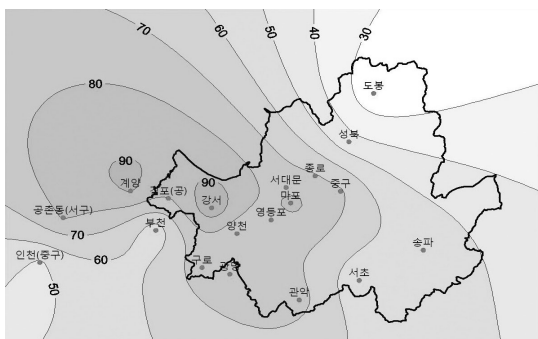 70
60
50
40
30
80
도봉
성북
90
계양
김포(공)
90
강서
서대문
종로
중구
마포
공촌동(서구)
부천
양천
영등포
70
인천(중구)
60
구로
광명
송파
서초
관악
50